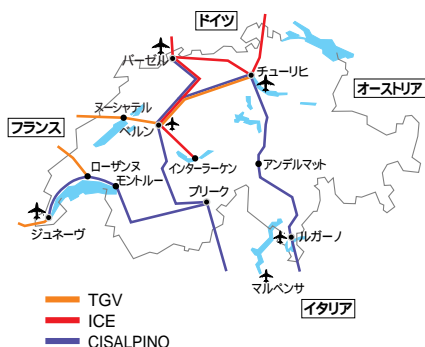 ドイツ
バーゼル
チューリヒ
オーストリア
ヌーシャテル
フランス
ベルン
ローザンヌ
インターラーケン
アンデルマット
モントルー
ブリーク
ジュネーヴ
ルガーノ
マルペンサ
イタリア
TGV
ICE
CISALPINO